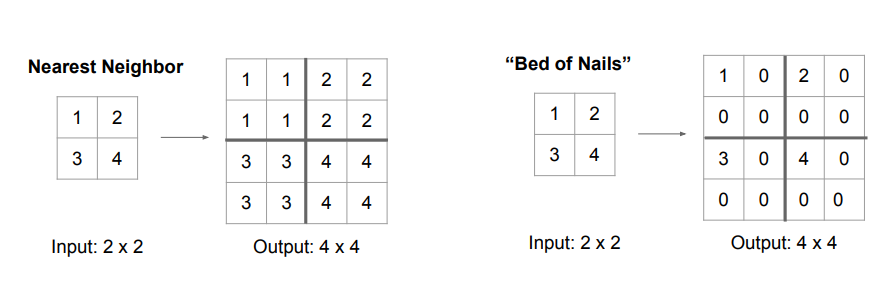 Nearest Neighbor
1 2
3 4
1 1 2 2
1 1 2 2
3 3 4 4
3 3 4 4
Input: 2 x 2
Output: 4 x 4
“Bed of Nails”
1 2
3 4
1 0 2 0
0 0 0 0
3 0 4 0
0 0 0 0
Input: 2 x 2
Output: 4 x 4